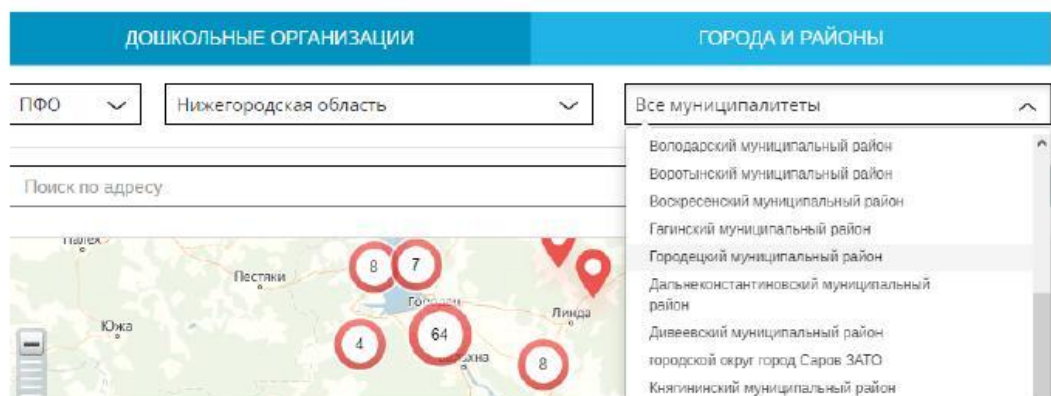 ДОШКОЛЬНЫЕ ОРГАНИЗАЦИИ
ГОРОДА И РАЙОНЫ
ПФО
Нижегородская область
Все муниципалитеты
Володарский муниципальный район
Воротынский муниципальный район
Воскресенский муниципальный район
Гагинский муниципальный район
Городецкий муниципальный район
Дальнеконстантиновский муниципальный
район
Дивеевский муниципальный район
городской округ город Саров ЗАТО
Княгининский муниципальный район
Поиск по адресу
Палех
Пестяки
8
7
Линда
Южа
4
64
8